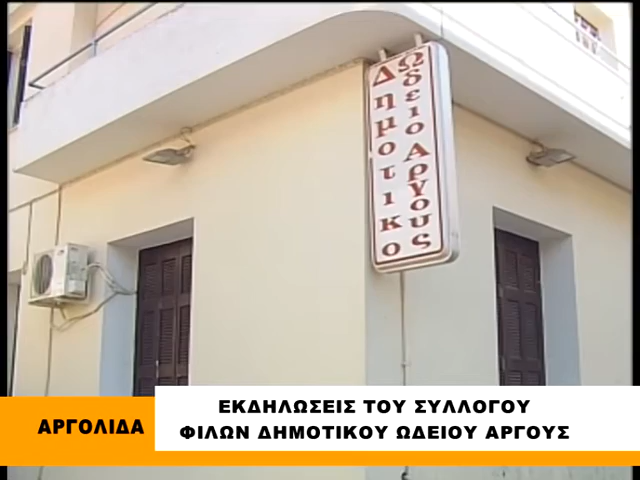 Δημοτικο
Ωδειο Αργους
ΑΡΓΟΛΙΔΑ
ΕΚΔΗΛΩΣΕΙΣ ΤΟΥ ΣΥΛΛΟΓΟΥ
ΦΙΛΩΝ ΔΗΜΟΤΙΚΟΥ ΩΔΕΙΟΥ ΑΡΓΟΥΣ